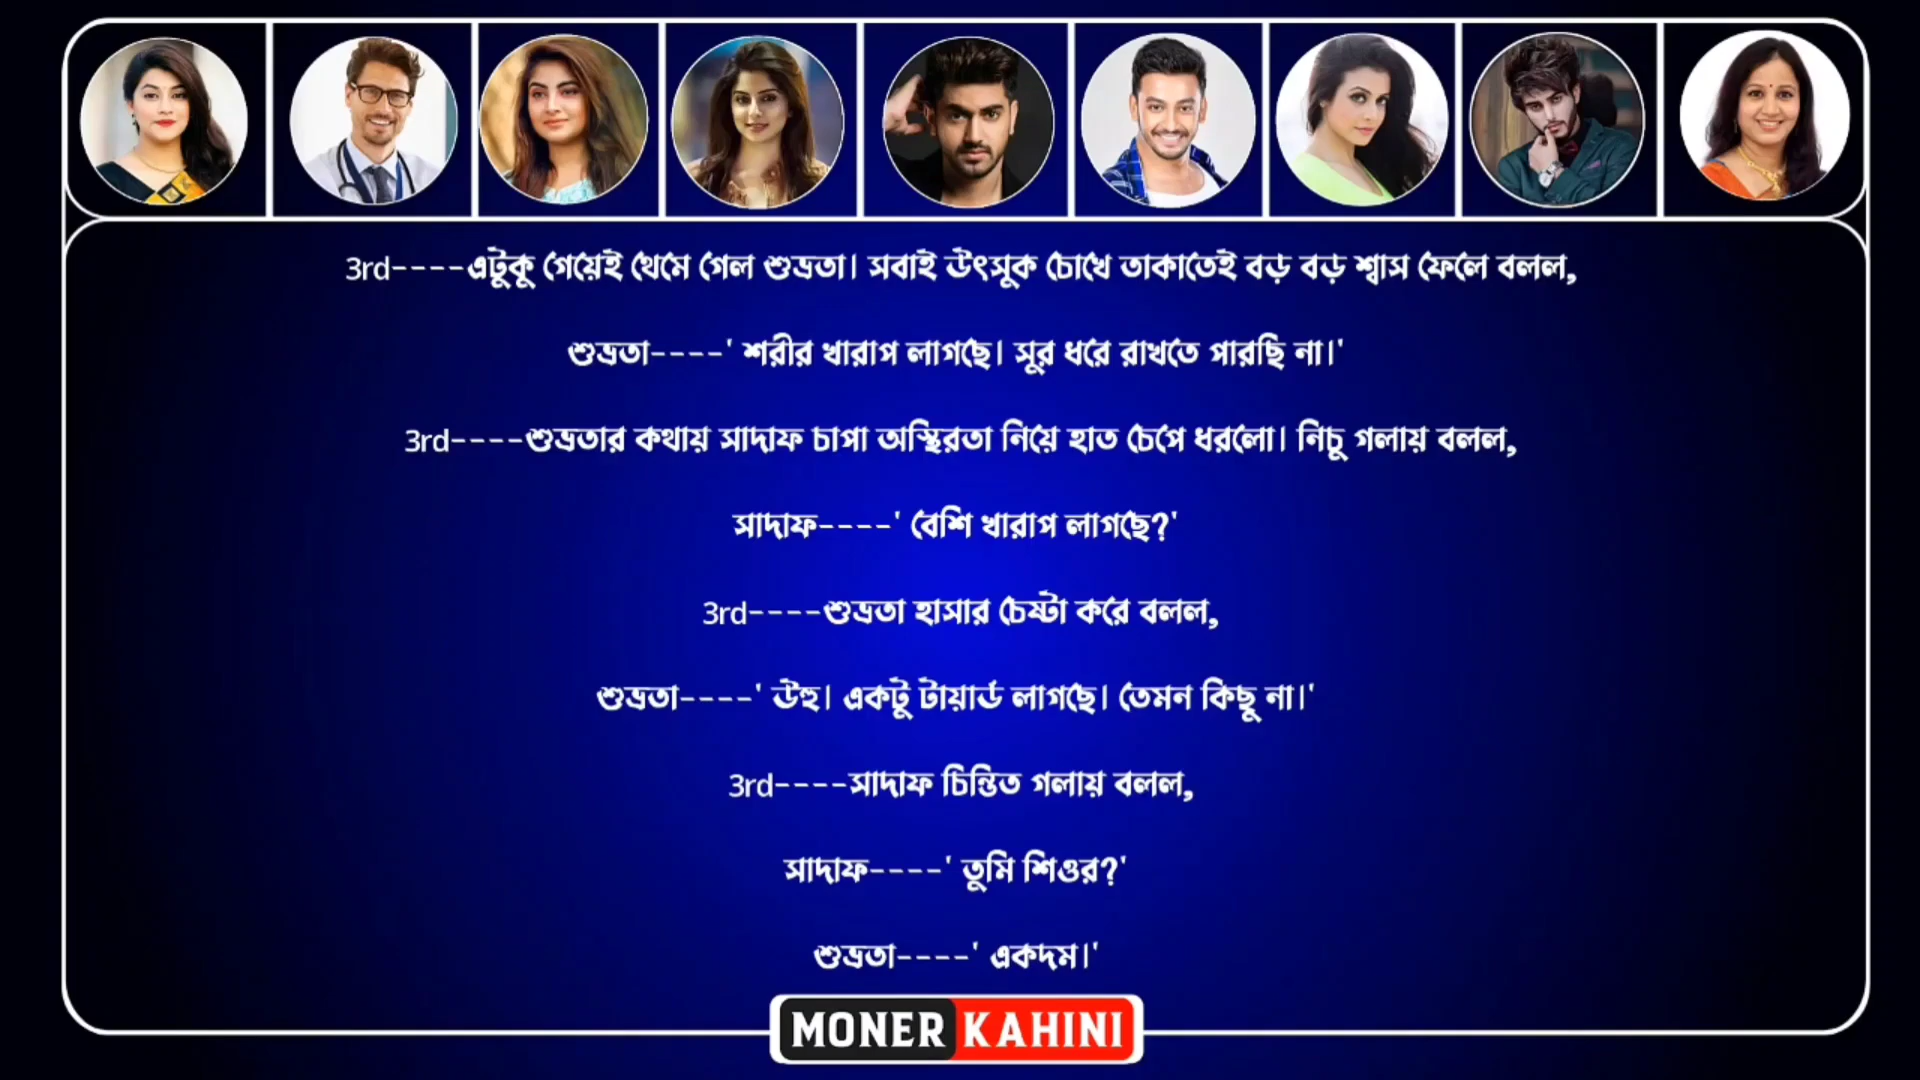 3rd----এটুকু গেয়েই থেমে গেল শুভ্রতা। সবাই উৎসুক চোখে তাকাতেই বড় বড় শ্বাস ফেলে বলল,
শুভ্রতা----' শরীর খারাপ লাগছে। সুর ধরে রাখতে পারছি না।'
3rd----শুভ্রতার কথায় সাদাফ চাপা অস্থিরতা নিয়ে হাত চেপে ধরলো। নিচু গলায় বলল,
সাদাফ----' বেশি খারাপ লাগছে?'
3rd----শুভ্রতা হাসার চেষ্টা করে বলল,
শুভ্রতা----' উহু। একটু টায়ার্ড লাগছে। তেমন কিছু না।'
3rd----সাদাফ চিন্তিত গলায় বলল,
সাদাফ----' তুমি শিওর?'
শুভ্রতা----' একদম।'
MONER KAHINI